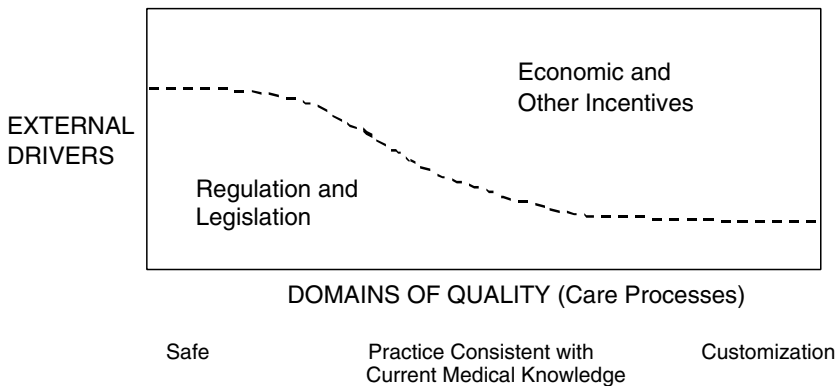 Economic and
Other Incentives
EXTERNAL
DRIVERS
Regulation and
Legislation
DOMAINS OF QUALITY (Care Processes)
Safe
Practice Consistent with
Current Medical Knowledge
Customization